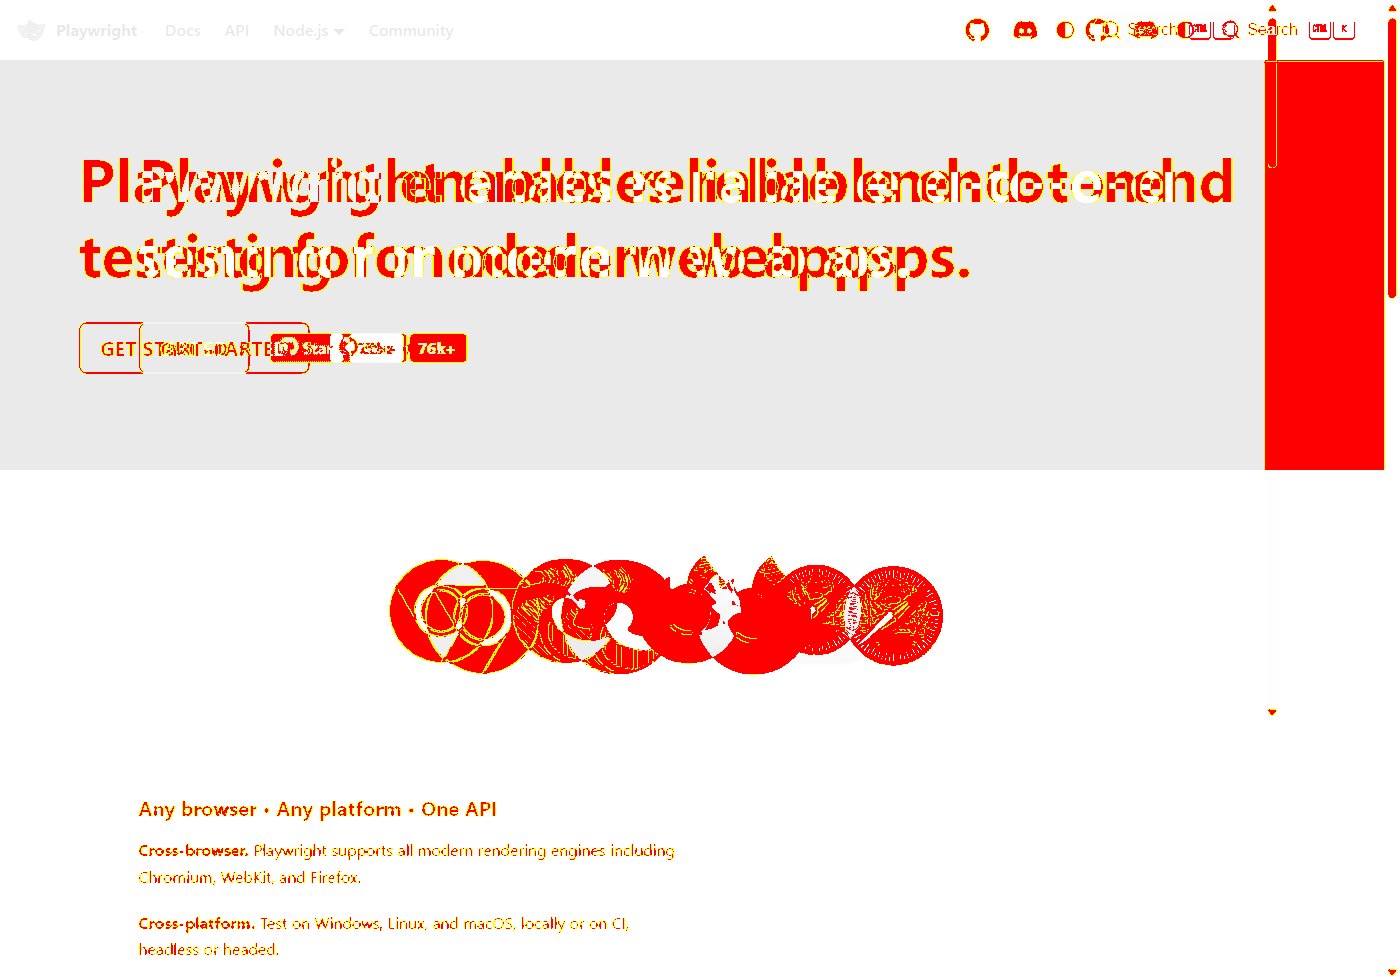 Playwright Docs API Node.js Community Search CTRL Search CTRL K
Playwright enables reliable end-to-end
testing for modern web apps.
GET STARTED Star 76k+
Any browser • Any platform • One API
Cross-browser. Playwright supports all modern rendering engines including
Chromium, WebKit, and Firefox.
Cross-platform. Test on Windows, Linux, and macOS, locally or on CI,
headless or headed.